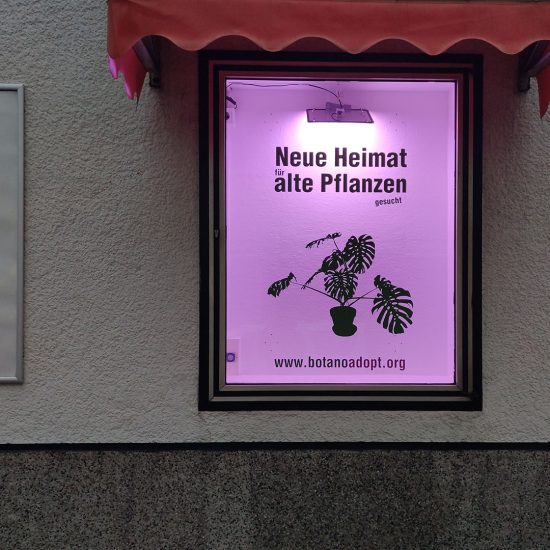 Neue Heimat
für
alte Pflanzen
gesucht
www.botanoadopt.org